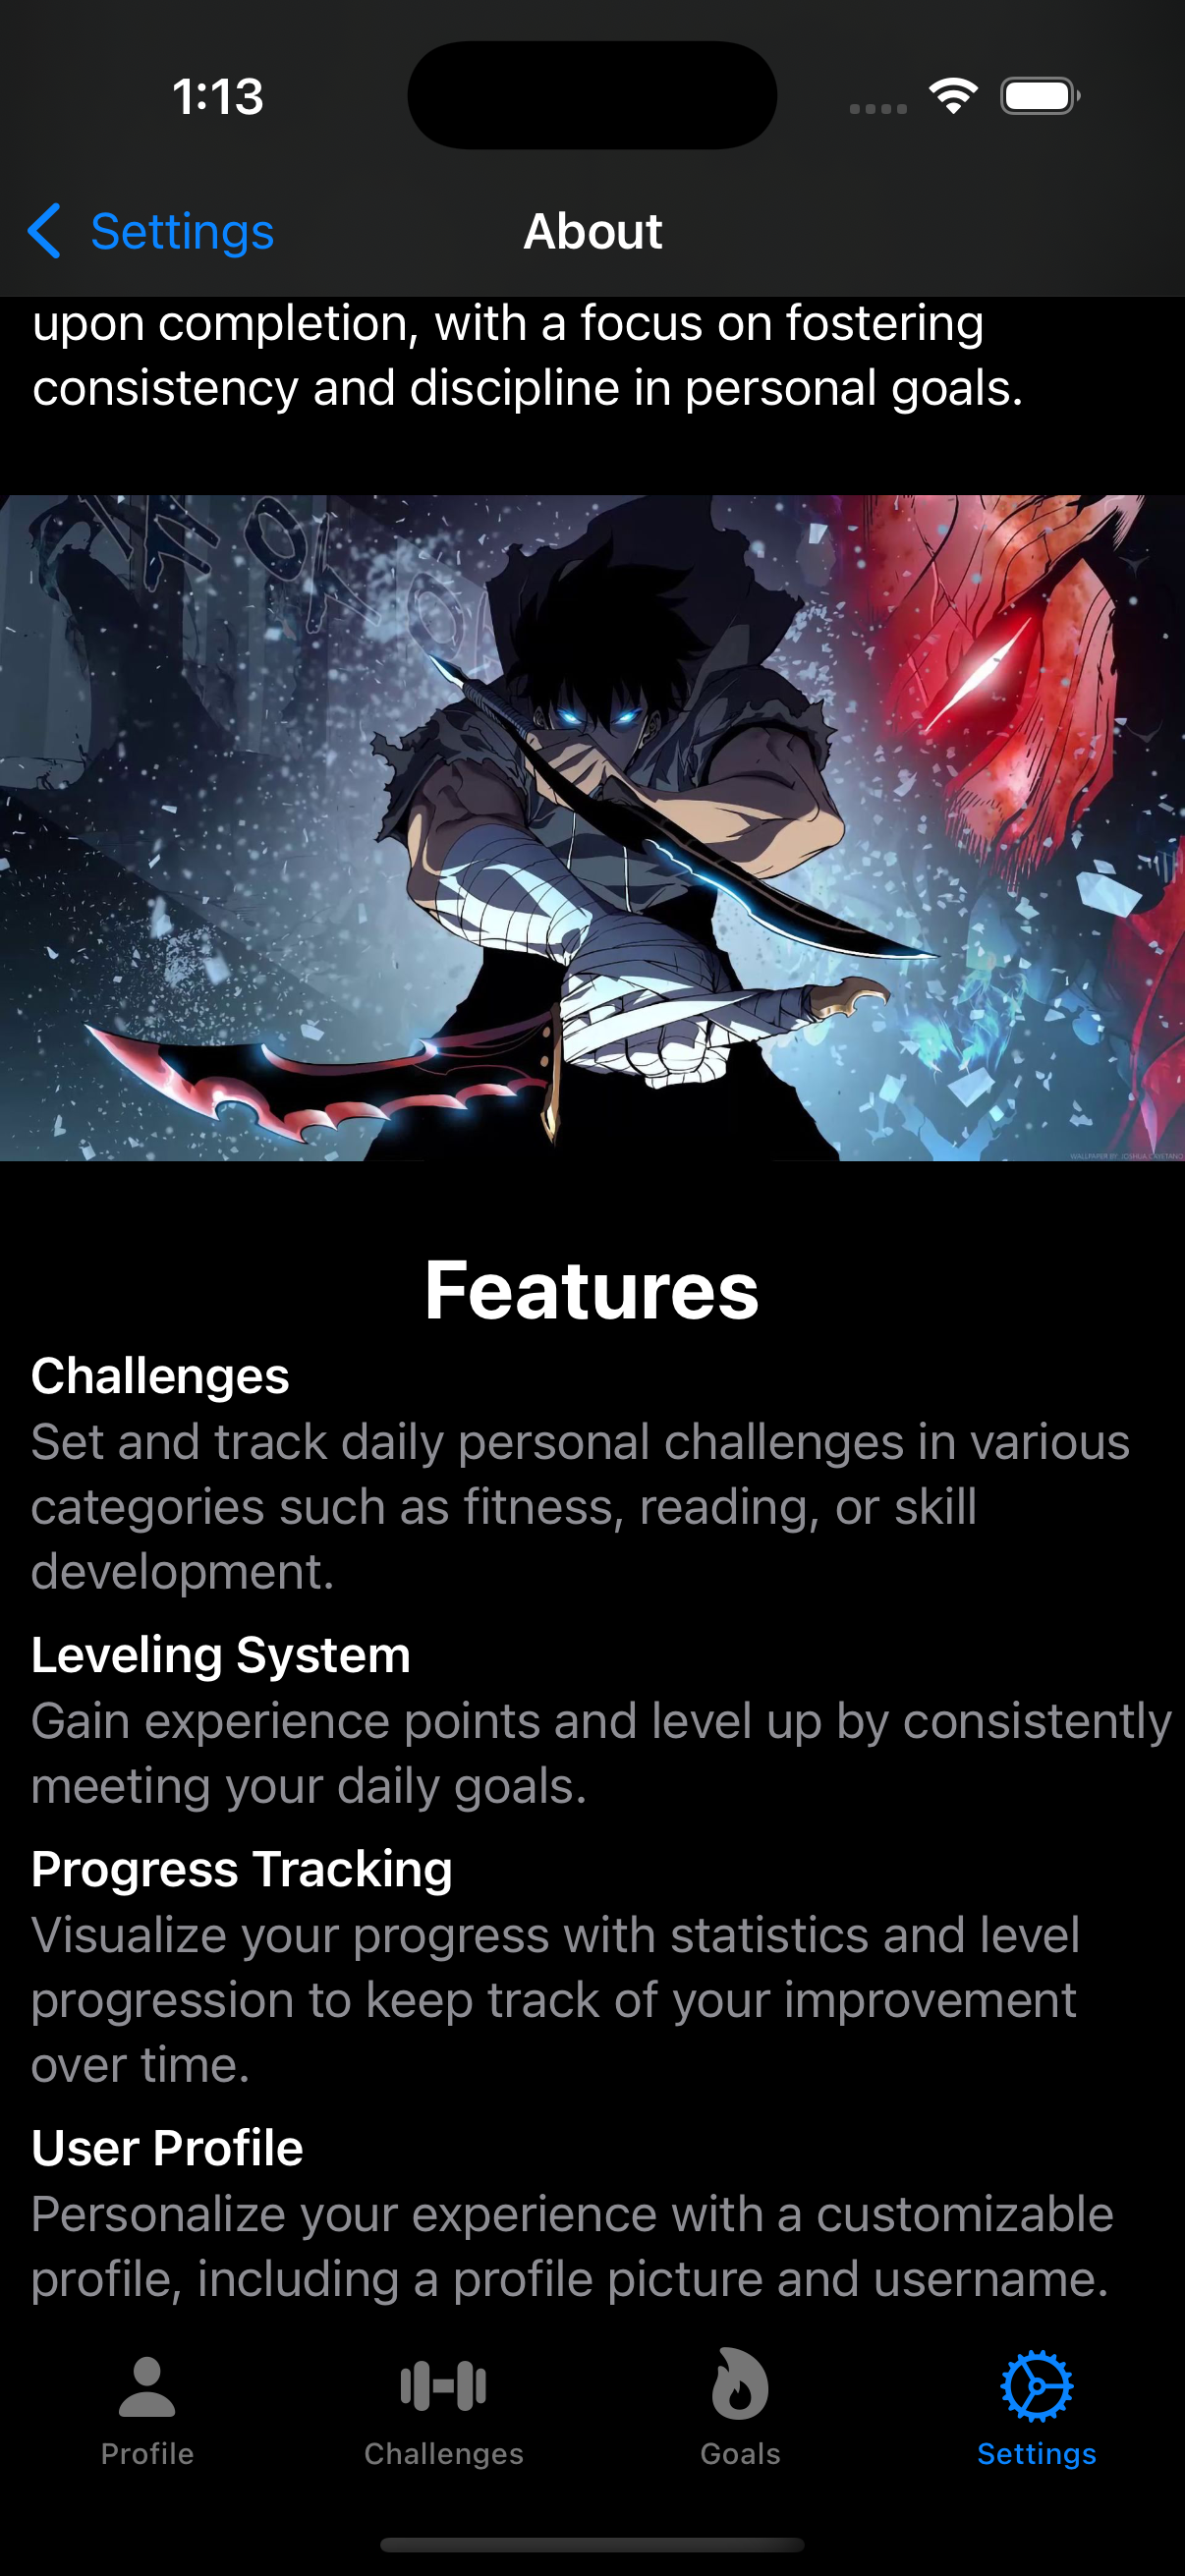 1:13
Settings
About
upon completion, with a focus on fostering
consistency and discipline in personal goals.
WALLPAPER BY: JOSHUA CAYETANO
Features
Challenges
Set and track daily personal challenges in various
categories such as fitness, reading, or skill
development.
Leveling System
Gain experience points and level up by consistently
meeting your daily goals.
Progress Tracking
Visualize your progress with statistics and level
progression to keep track of your improvement
over time.
User Profile
Personalize your experience with a customizable
profile, including a profile picture and username.
Profile
Challenges
Goals
Settings